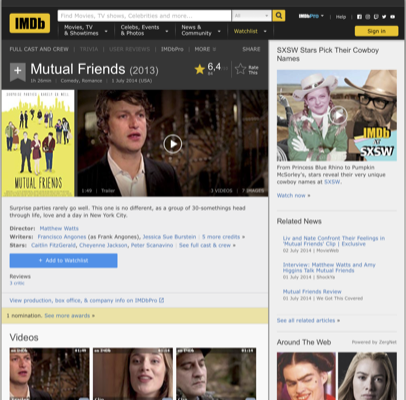 IMDb
Find Movies, TV shows, Celebrities and more...
All
IMDbPro
Help
Movies, TV
& Showtimes
Celebs, Events
& Photos
News &
Community
Watchlist
Sign in
FULL CAST AND CREW | TRIVIA | USER REVIEWS | IMDbPro | MORE
SHARE
Mutual Friends (2013)
1h 26min | Comedy, Romance | 1 July 2014 (USA)
6,4
Rate
This
MUTUAL FRIENDS
1:49 | Trailer
3 VIDEOS | 7 IMAGES
Surprise parties rarely go well. This one is no different, as a group of 30-somethings head
through life, love and a day in New York City.
Director: Matthew Watts
Writers: Francisco Angones (as Frank Angones), Jessica Sue Burstein | 5 more credits »
Stars: Caitlin FitzGerald, Cheyenne Jackson, Peter Scanavino | See full cast & crew »
+ Add to Watchlist
Reviews
3 critic
View production, box office, & company info on IMDbPro
1 nomination. See more awards »
Videos
SXSW Stars Pick Their Cowboy
Names
IMDb
AT
SXSW
From Princess Blue Rhino to Pumpkin
McSorley's, stars reveal their very unique
cowboy names at SXSW.
Watch now »
Related News
Liv and Nate Confront Their Feelings in
'Mutual Friends' Clip | Exclusive
02 July 2014 | MovieWeb
Interview: Matthew Watts and Amy
Higgins Talk Mutual Friends
02 July 2014 | ShockYa
Mutual Friends Review
01 July 2014 | We Got This Covered
See all related articles »
Around The Web | Powered by ZergNet